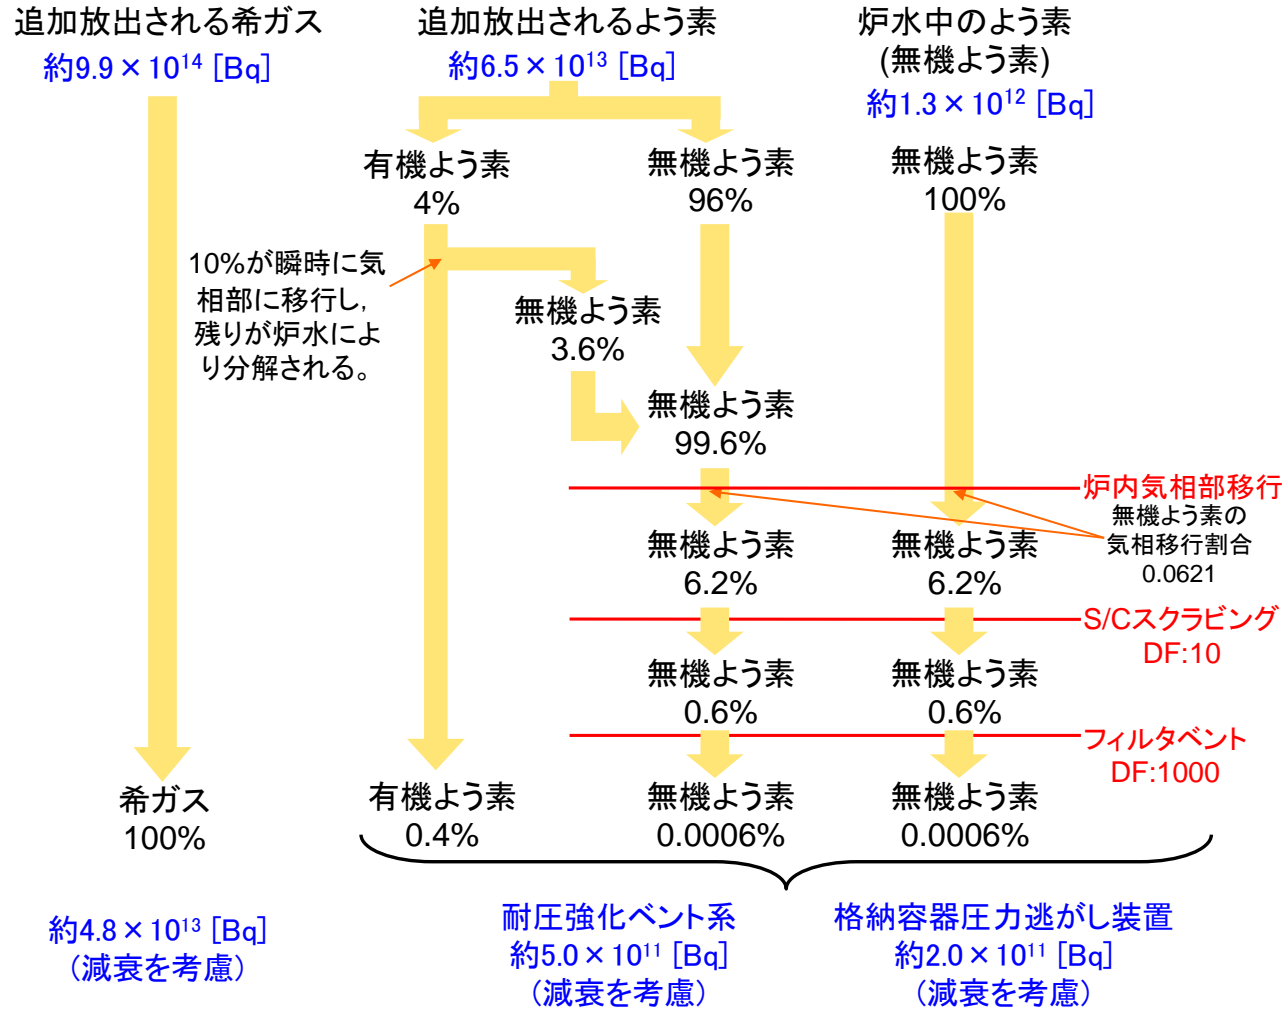 追加放出される希ガス
約9.9×10¹⁴ [Bq]
追加放出されるよう素
約6.5×10¹³ [Bq]
炉水中のよう素
(無機よう素)
約1.3×10¹² [Bq]
有機よう素
4%
無機よう素
96%
無機よう素
100%
10%が瞬時に気
相部に移行し,
残りが炉水によ
り分解される。
無機よう素
3.6%
無機よう素
99.6%
炉内気相部移行
無機よう素の
気相移行割合
0.0621
無機よう素
6.2%
無機よう素
6.2%
S/Cスクラビング
DF:10
無機よう素
0.6%
無機よう素
0.6%
フィルタベント
DF:1000
希ガス
100%
有機よう素
0.4%
無機よう素
0.0006%
無機よう素
0.0006%
約4.8×10¹³ [Bq]
(減衰を考慮)
耐圧強化ベント系
約5.0×10¹¹ [Bq]
(減衰を考慮)
格納容器圧力逃がし装置
約2.0×10¹¹ [Bq]
(減衰を考慮)